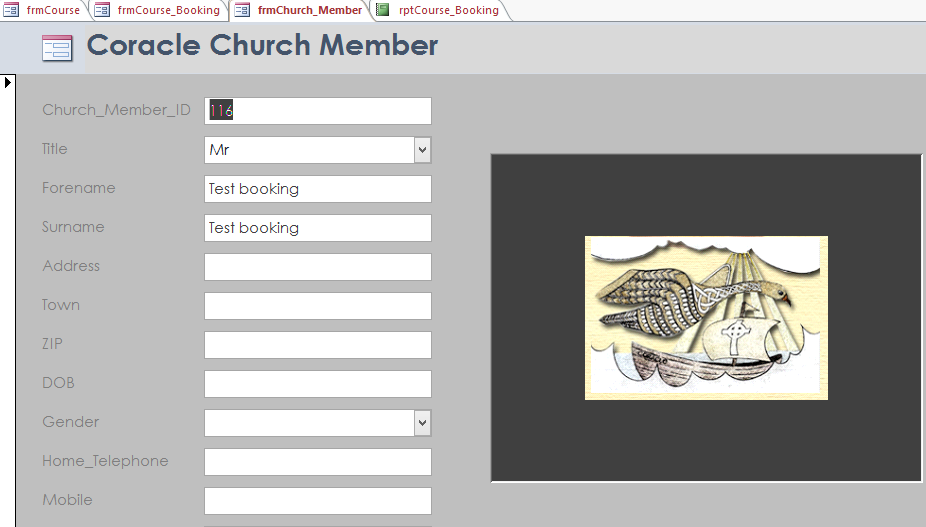 frmCourse frmCourse_Booking frmChurch_Member rptCourse_Booking
Coracle Church Member
Church_Member_ID 116
Title Mr
Forename Test booking
Surname Test booking
Address
Town
ZIP
DOB
Gender
Home_Telephone
Mobile